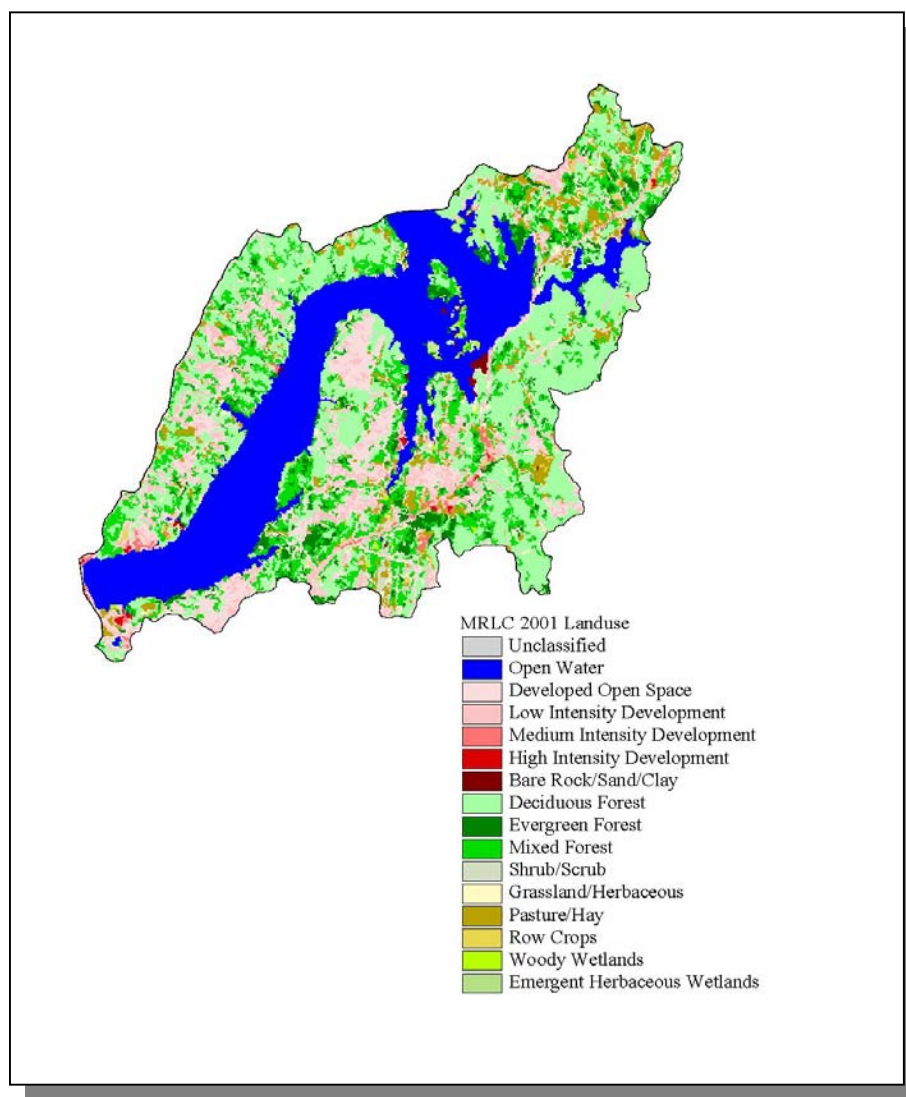 MRLC 2001 Landuse
Unclassified
Open Water
Developed Open Space
Low Intensity Development
Medium Intensity Development
High Intensity Development
Bare Rock/Sand/Clay
Deciduous Forest
Evergreen Forest
Mixed Forest
Shrub/Scrub
Grassland/Herbaceous
Pasture/Hay
Row Crops
Woody Wetlands
Emergent Herbaceous Wetlands